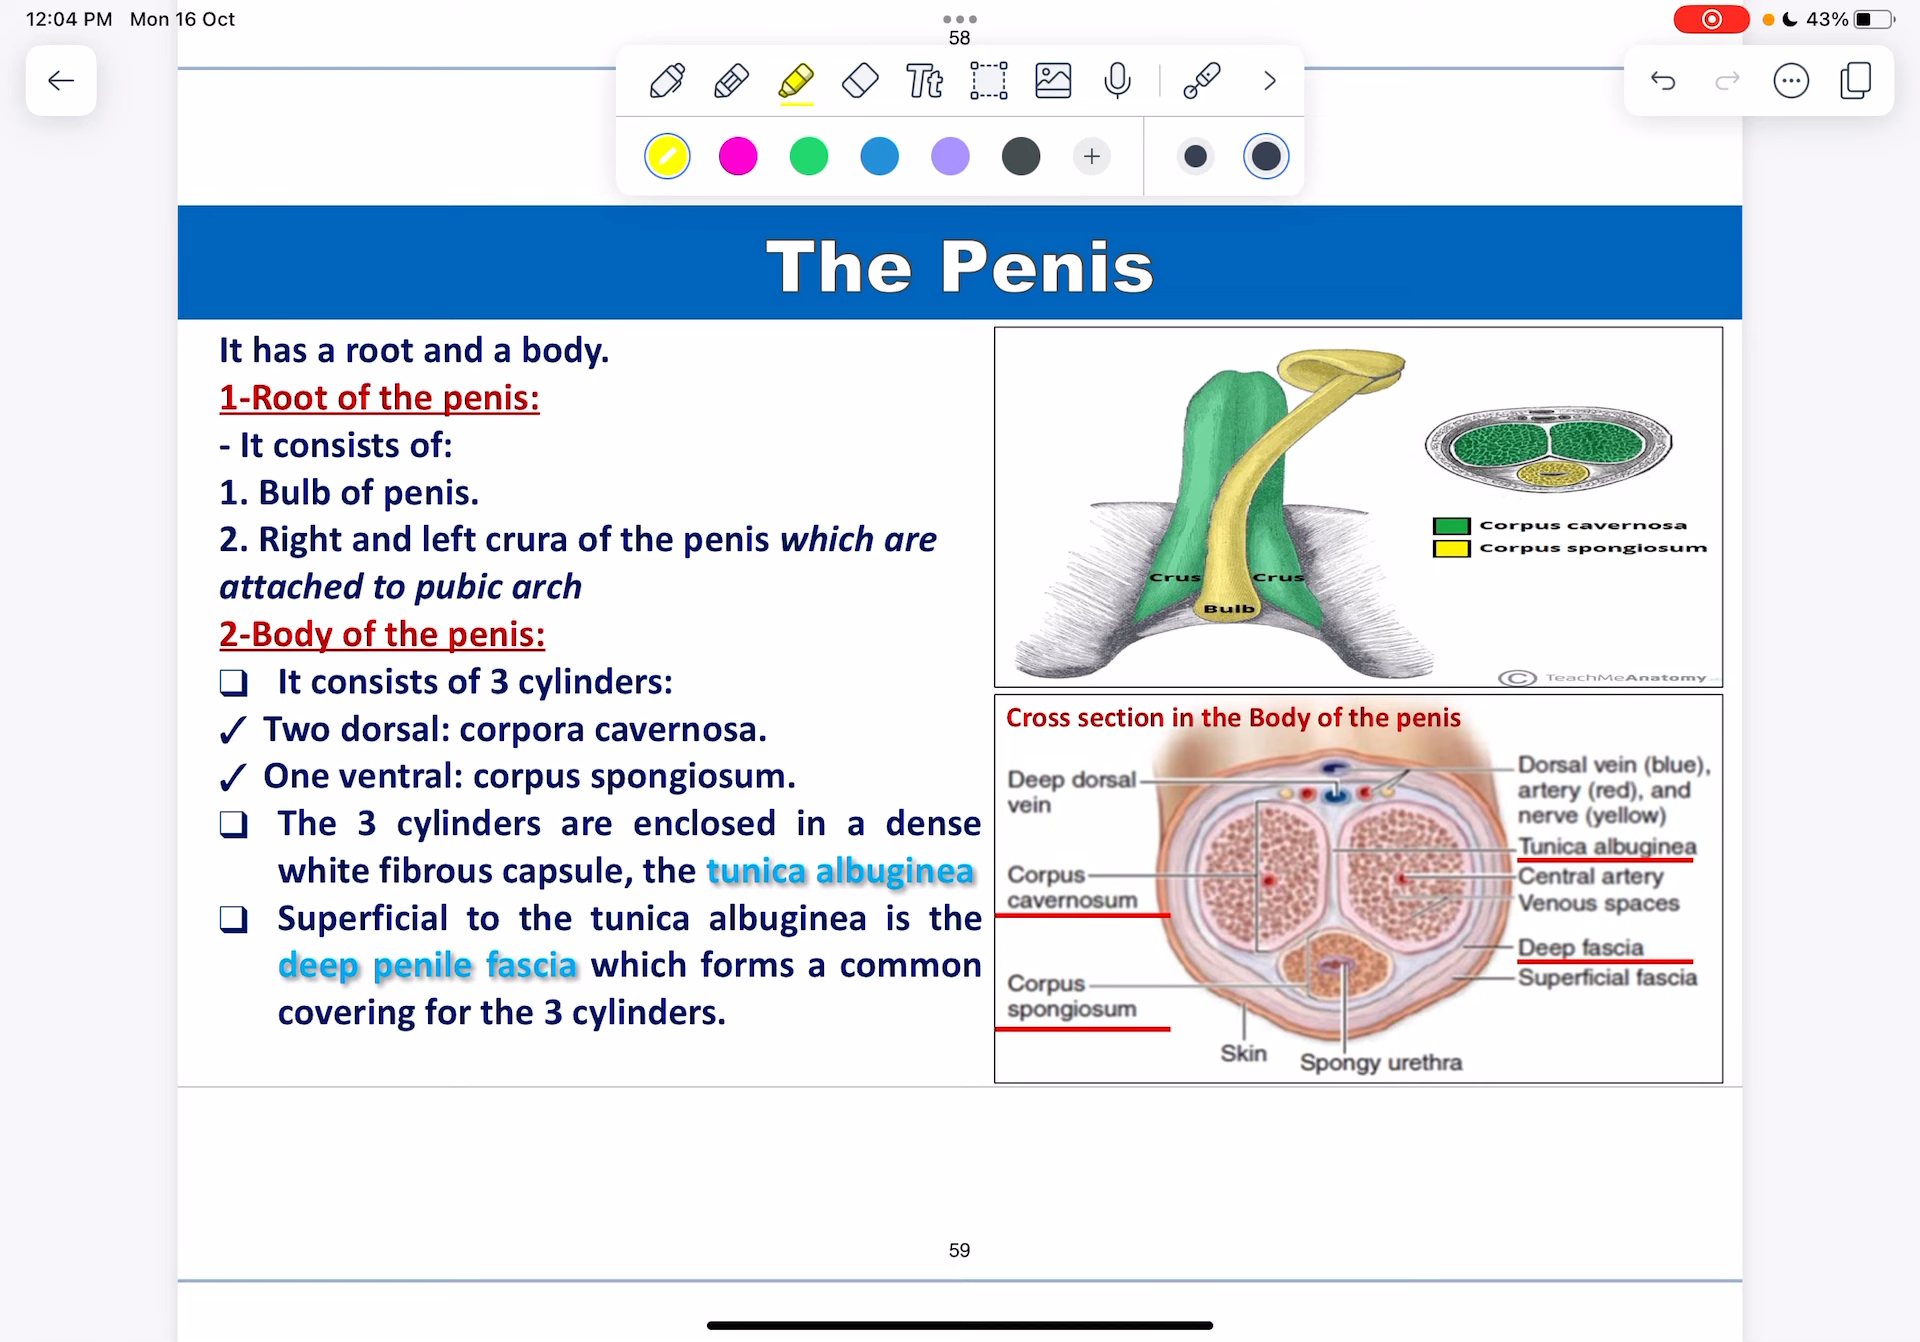 12:04 PM Mon 16 Oct
43%
58
Tt
The Penis
It has a root and a body.
1-Root of the penis:
- It consists of:
1. Bulb of penis.
2. Right and left crura of the penis which are
attached to pubic arch
2-Body of the penis:
❑ It consists of 3 cylinders:
✓ Two dorsal: corpora cavernosa.
✓ One ventral: corpus spongiosum.
❑ The 3 cylinders are enclosed in a dense
white fibrous capsule, the tunica albuginea
❑ Superficial to the tunica albuginea is the
deep penile fascia which forms a common
covering for the 3 cylinders.
Crus
Crus
Bulb
Corpus cavernosa
Corpus spongiosum
© TeachMeAnatomy
Cross section in the Body of the penis
Deep dorsal
vein
Corpus
cavernosum
Corpus
spongiosum
Skin
Spongy urethra
Dorsal vein (blue),
artery (red), and
nerve (yellow)
Tunica albuginea
Central artery
Venous spaces
Deep fascia
Superficial fascia
59